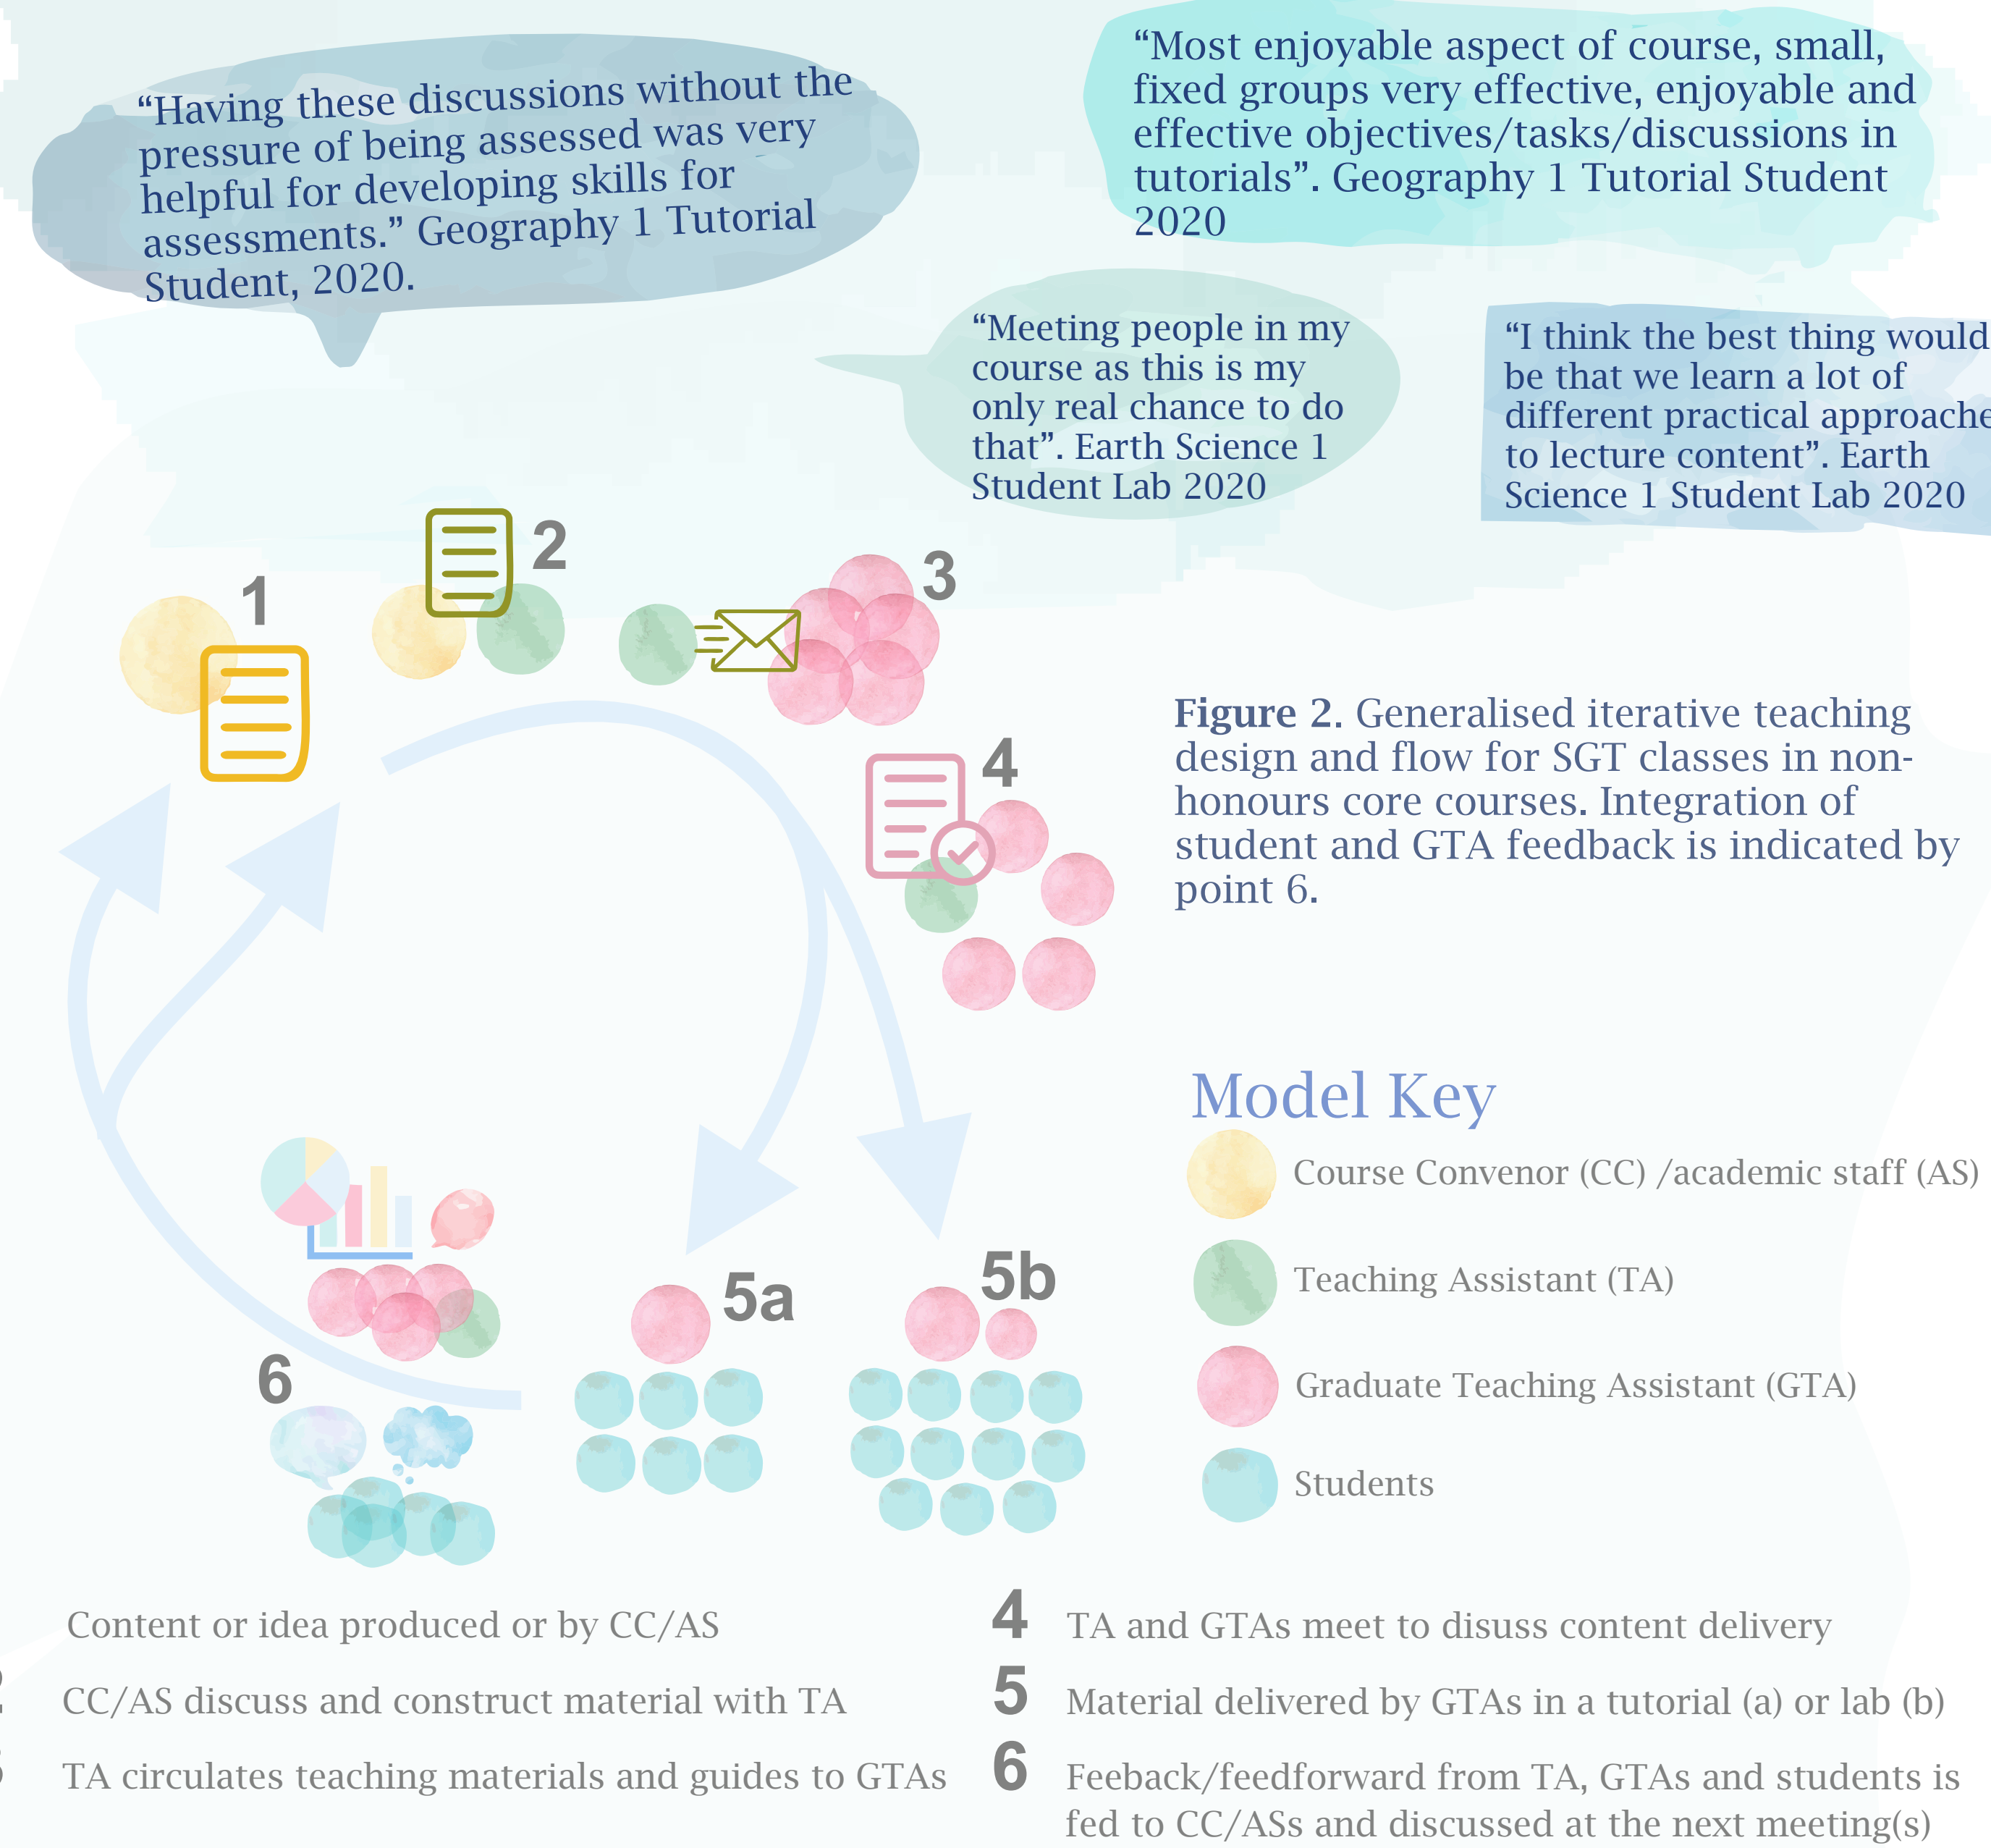 “Having these discussions without the
pressure of being assessed was very
helpful for developing skills for
assessments.” Geography 1 Tutorial
Student, 2020.
“Most enjoyable aspect of course, small,
fixed groups very effective, enjoyable and
effective objectives/tasks/discussions in
tutorials”. Geography 1 Tutorial Student
2020
“Meeting people in my
course as this is my
only real chance to do
that”. Earth Science 1
Student Lab 2020
“I think the best thing would
be that we learn a lot of
different practical approache
to lecture content”. Earth
Science 1 Student Lab 2020
1
2
3
4
Figure 2. Generalised iterative teaching
design and flow for SGT classes in non-
honours core courses. Integration of
student and GTA feedback is indicated by
point 6.
5a
5b
6
Model Key
Course Convenor (CC) /academic staff (AS)
Teaching Assistant (TA)
Graduate Teaching Assistant (GTA)
Students
Content or idea produced or by CC/AS
CC/AS discuss and construct material with TA
TA circulates teaching materials and guides to GTAs
4 TA and GTAs meet to disuss content delivery
5 Material delivered by GTAs in a tutorial (a) or lab (b)
6 Feeback/feedforward from TA, GTAs and students is
fed to CC/ASs and discussed at the next meeting(s)